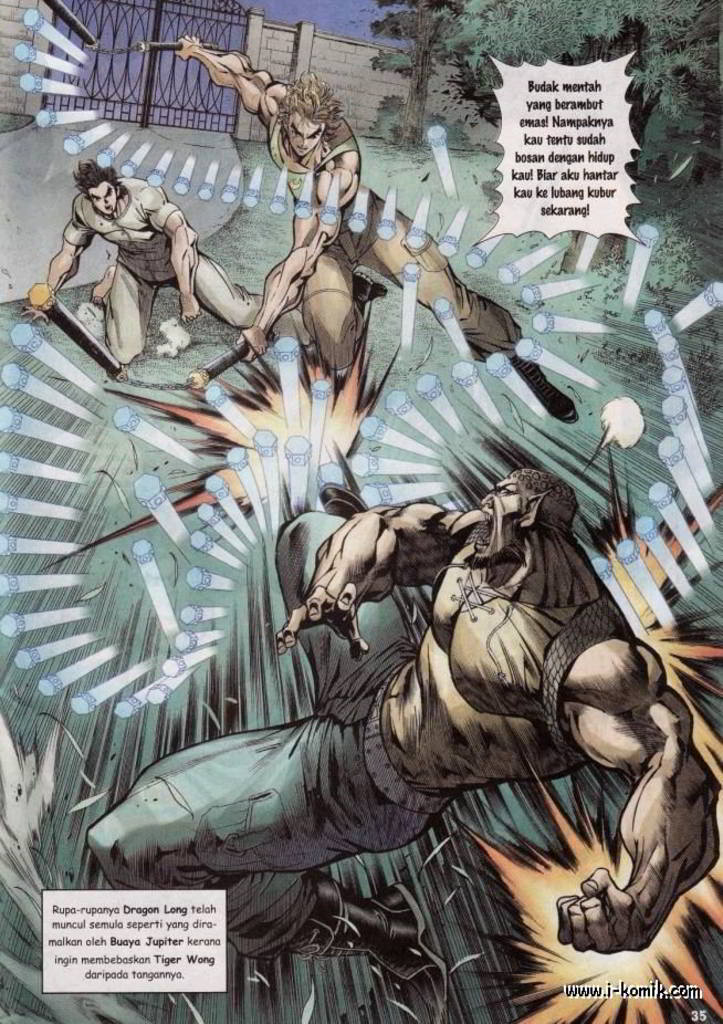 Budak mentah
yang berambut
emas! Nampaknya
kau tentu sudah
bosan dengan hidup
kau! Biar aku hantar
kau ke lubang kubur
sekarang!
Rupa-rupanya Dragon Long telah
muncul semula seperti yang dira-
malkan oleh Buaya Jupiter kerana
ingin membebaskan Tiger Wong
daripada tangannya.
www.i-komik.com
35